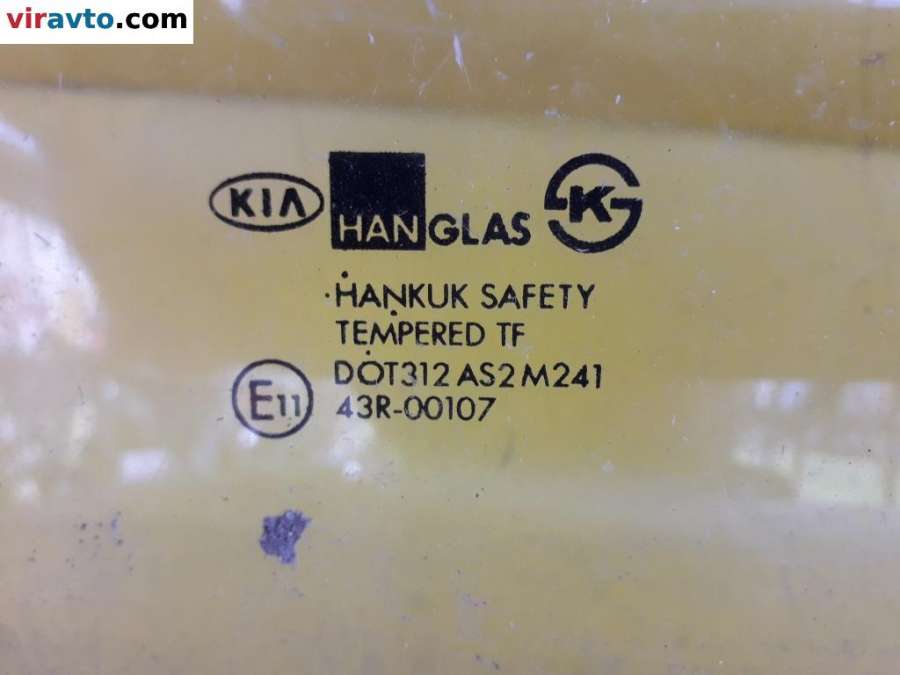 viravto.com
KIA HANGLAS K
HANKUK SAFETY
TEMPERED TF
DOT312 AS2 M241
E11 43R-00107